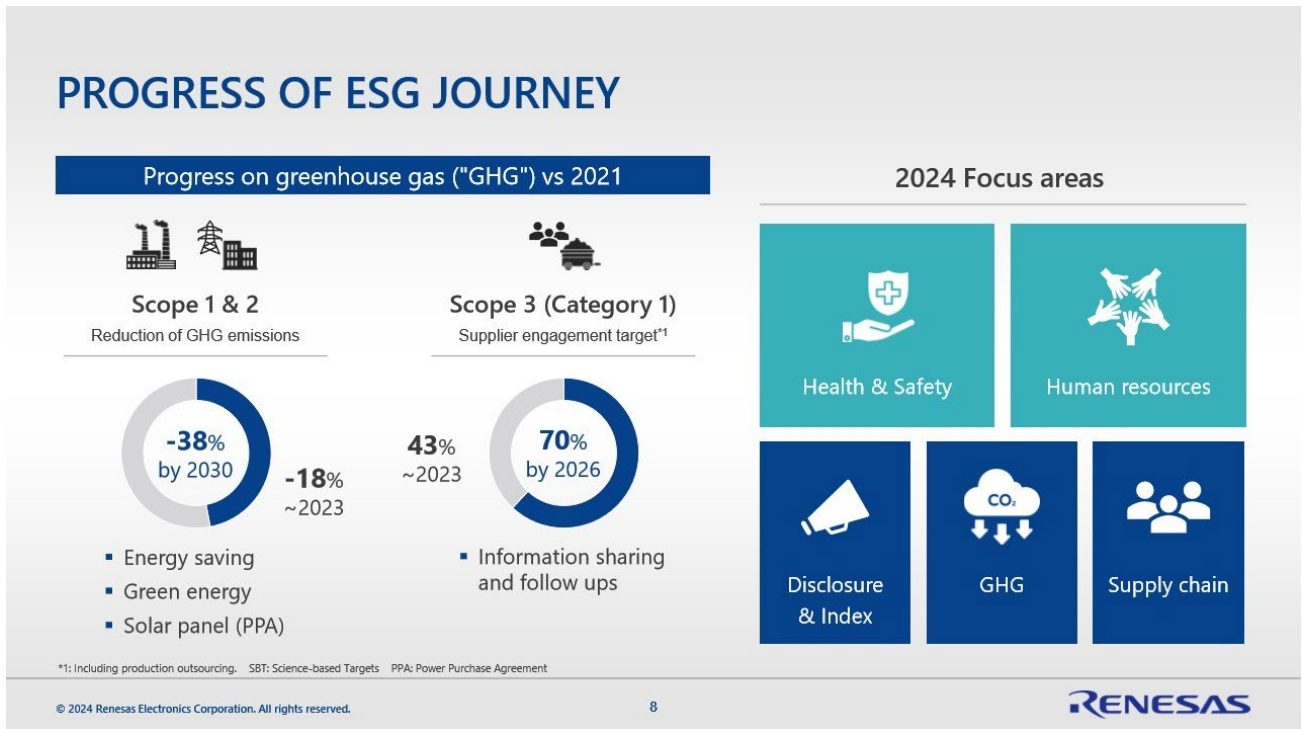 PROGRESS OF ESG JOURNEY
Progress on greenhouse gas ("GHG") vs 2021
Scope 1 & 2
Reduction of GHG emissions
-38%
by 2030
-18%
~2023
▪ Energy saving
▪ Green energy
▪ Solar panel (PPA)
Scope 3 (Category 1)
Supplier engagement target*1
43%
~2023
70%
by 2026
▪ Information sharing
and follow ups
2024 Focus areas
Health & Safety
Human resources
Disclosure
& Index
CO₂
GHG
Supply chain
*1: Including production outsourcing. SBT: Science-based Targets PPA: Power Purchase Agreement
© 2024 Renesas Electronics Corporation. All rights reserved.
8
RENESAS